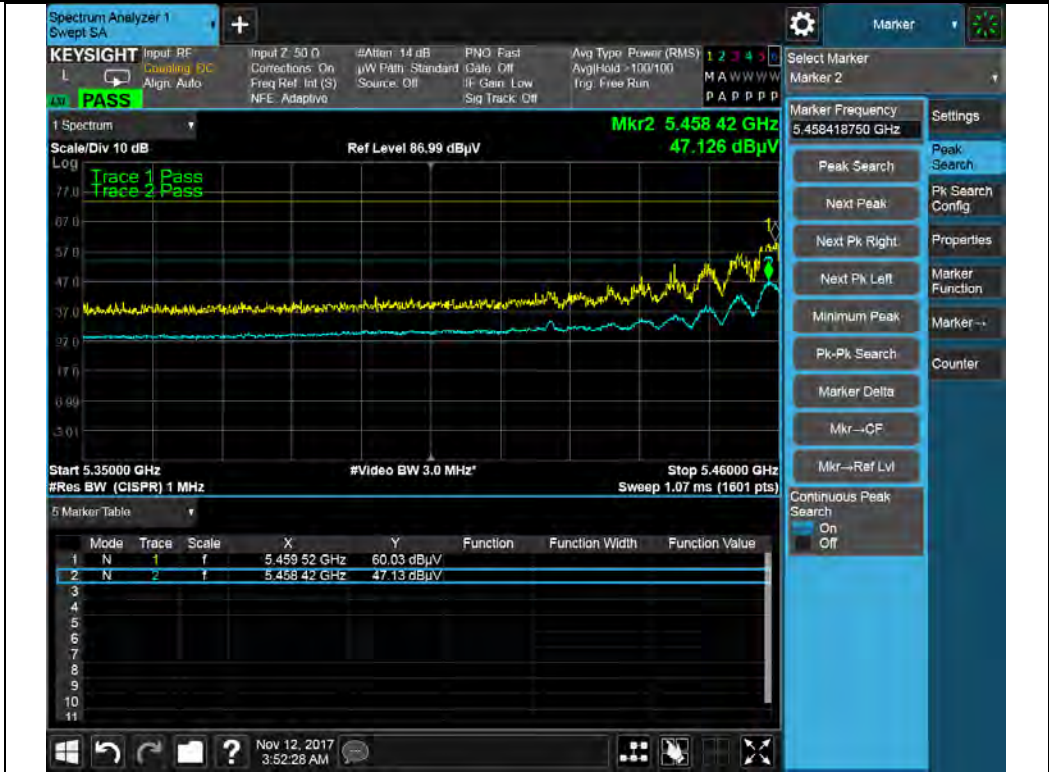 Spectrum Analyzer 1
Swept SA
+
Marker
KEYSIGHT
L
PASS
Input: RF
Coupling: DC
Align: Auto
Input Z: 50 Ω
Corrections: On
Freq Ref: Int (S)
NFE: Adaptive
#Atten: 14 dB
µW Path: Standard
Source: Off
PNO: Fast
Gate: Off
IF Gain: Low
Sig Track: Off
Avg Type: Power (RMS)
Avg|Hold: >100/100
Trig: Free Run
1 2 3 4 5 6
M A W W W W
P A P P P P
Select Marker
Marker 2
1 Spectrum
Scale/Div 10 dB
Ref Level 86.99 dBµV
Mkr2 5.458 42 GHz
47.126 dBµV
Log
Trace 1 Pass
Trace 2 Pass
77.0
67.0
57.0
47.0
37.0
27.0
17.0
6.99
-3.01
1
2
Start 5.35000 GHz
#Video BW 3.0 MHz*
Stop 5.46000 GHz
#Res BW (CISPR) 1 MHz
Sweep 1.07 ms (1601 pts)
5 Marker Table
Mode Trace Scale X Y Function Function Width Function Value
1 N 1 f 5.459 52 GHz 60.03 dBµV
2 N 2 f 5.458 42 GHz 47.13 dBµV
3
4
5
6
7
8
9
10
11
Marker Frequency
5.458418750 GHz
Peak Search
Next Peak
Next Pk Right
Next Pk Left
Minimum Peak
Pk-Pk Search
Marker Delta
Mkr→CF
Mkr→Ref Lvl
Continuous Peak
Search
On
Off
Settings
Peak
Search
Pk Search
Config
Properties
Marker
Function
Marker→
Counter
?
Nov 12, 2017
3:52:28 AM